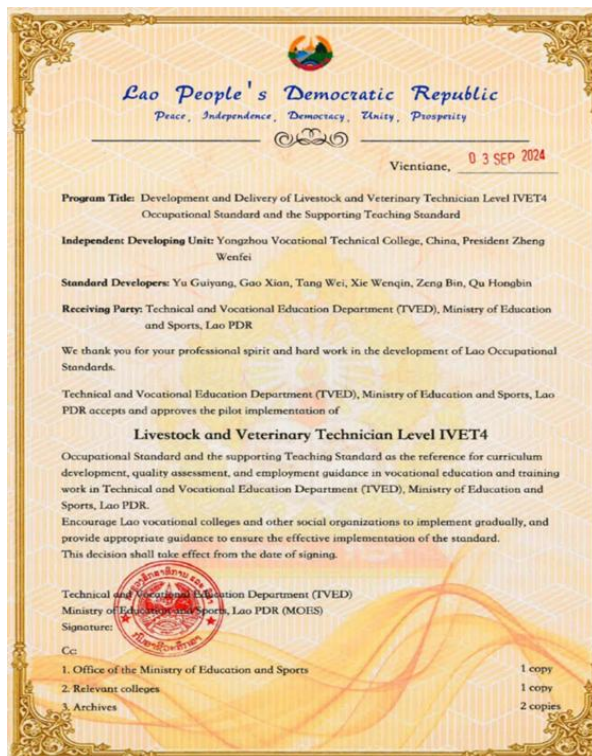 Lao People's Democratic Republic
Peace, Independence, Democracy, Unity, Prosperity
Vientiane, 03 SEP 2024
Program Title: Development and Delivery of Livestock and Veterinary Technician Level IVET4
Occupational Standard and the Supporting Teaching Standard
Independent Developing Unit: Yongzhou Vocational Technical College, China, President Zheng
Wenfei
Standard Developers: Yu Guiyang, Gao Xian, Tang Wei, Xie Wenqin, Zeng Bin, Qu Hongbin
Receiving Party: Technical and Vocational Education Department (TVED), Ministry of Education
and Sports, Lao PDR
We thank you for your professional spirit and hard work in the development of Lao Occupational
Standards.
Technical and Vocational Education Department (TVED), Ministry of Education and Sports, Lao
PDR accepts and approves the pilot implementation of
Livestock and Veterinary Technician Level IVET4
Occupational Standard and the supporting Teaching Standard as the reference for curriculum
development, quality assessment, and employment guidance in vocational education and training
work in Technical and Vocational Education Department (TVED), Ministry of Education and
Sports, Lao PDR.
Encourage Lao vocational colleges and other social organizations to implement gradually, and
provide appropriate guidance to ensure the effective implementation of the standard.
This decision shall take effect from the date of signing.
Technical and Vocational Education Department (TVED)
Ministry of Education and Sports, Lao PDR (MOES)
Signature:
Cc:
1. Office of the Ministry of Education and Sports 1 copy
2. Relevant colleges 1 copy
3. Archives 2 copies